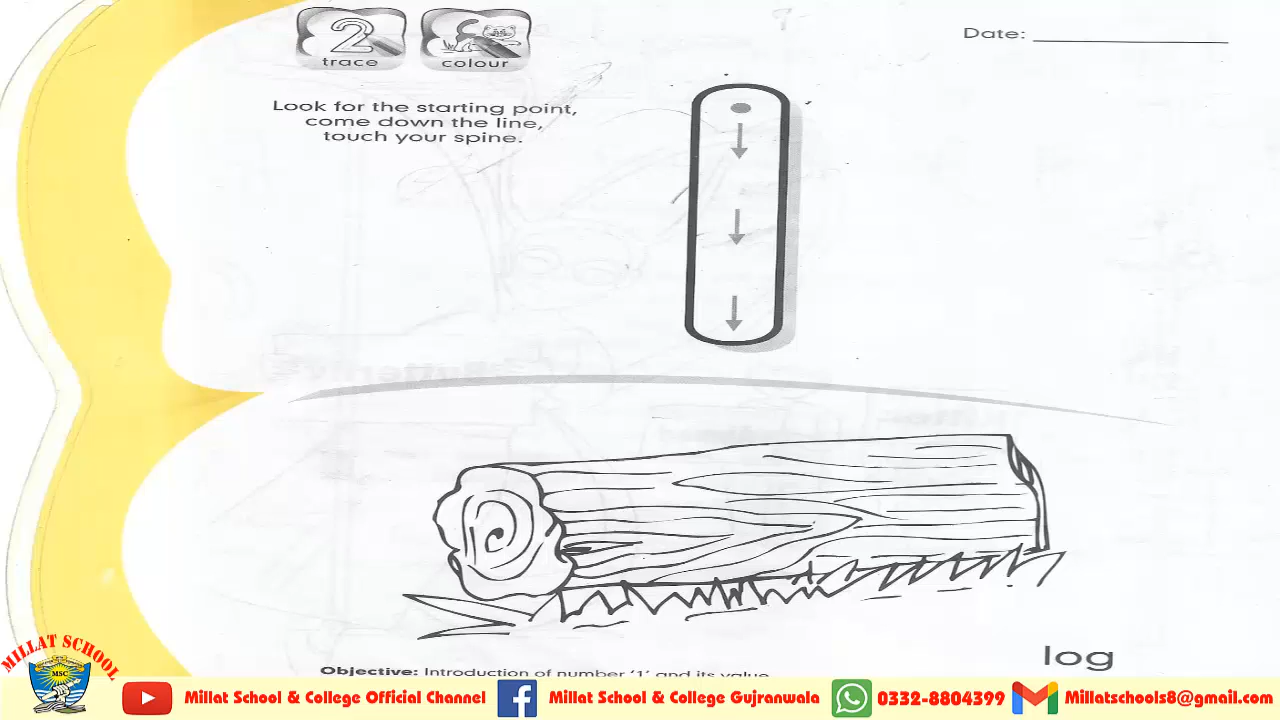 2
trace
colour
Date:
Look for the starting point,
come down the line,
touch your spine.
log
Objective: Introduction of number '1' and its value
MILLAT SCHOOL
MSC
Millat School & College Official Channel
Millat School & College Gujranwala
0332-8804399
Millatschools8@gmail.com